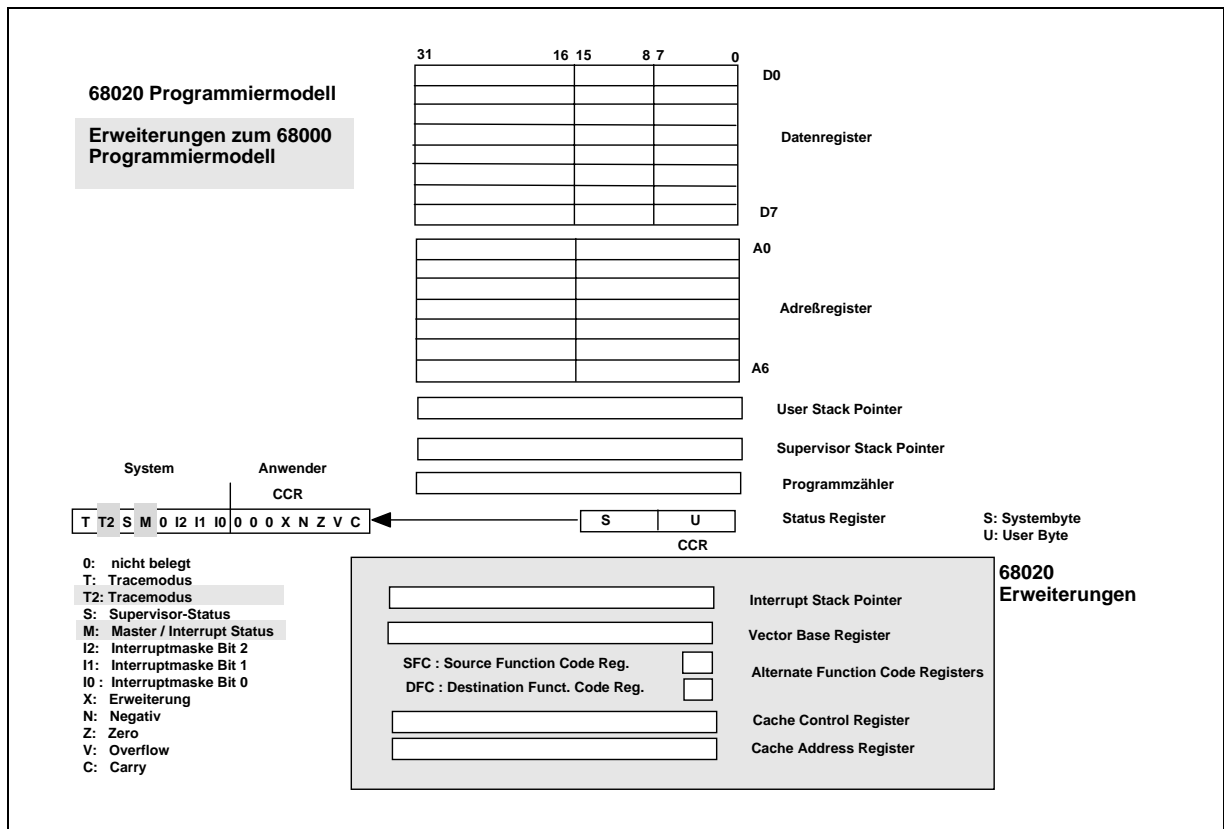 31 16 15 8 7 0
68020 Programmiermodell
Erweiterungen zum 68000
Programmiermodell
D0
Datenregister
D7
A0
Adreßregister
A6
User Stack Pointer
Supervisor Stack Pointer
Programmzähler
System Anwender
CCR
T T2 S M 0 I2 I1 I0 0 0 0 X N Z V C
S U
CCR
Status Register
S: Systembyte
U: User Byte
0: nicht belegt
T: Tracemodus
T2: Tracemodus
S: Supervisor-Status
M: Master / Interrupt Status
I2: Interruptmaske Bit 2
I1: Interruptmaske Bit 1
I0 : Interruptmaske Bit 0
X: Erweiterung
N: Negativ
Z: Zero
V: Overflow
C: Carry
68020
Erweiterungen
Interrupt Stack Pointer
Vector Base Register
SFC : Source Function Code Reg.
DFC : Destination Funct. Code Reg.
Alternate Function Code Registers
Cache Control Register
Cache Address Register